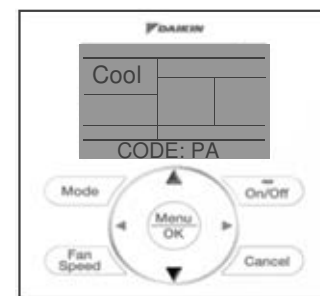 DAIKIN
Cool
CODE: PA
Mode
On/Off
Menu
OK
Fan
Speed
Cancel